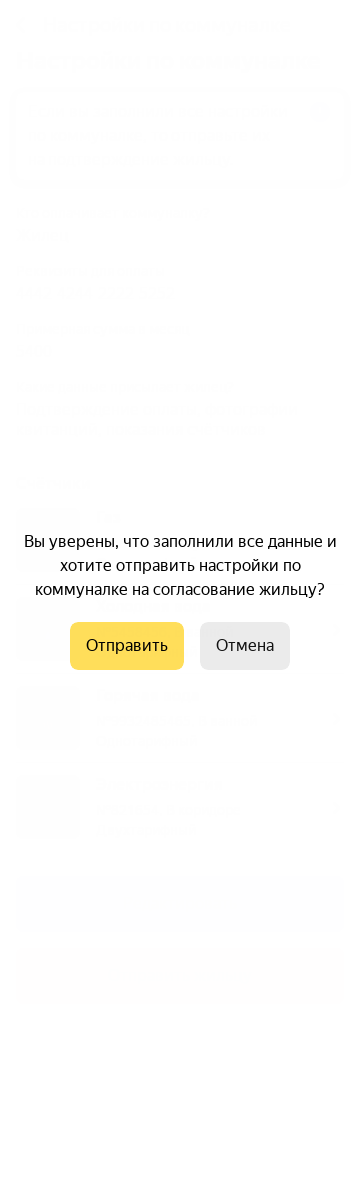 Вы уверены, что заполнили все данные и
хотите отправить настройки по
коммуналке на согласование жильцу?
Отправить
Отмена